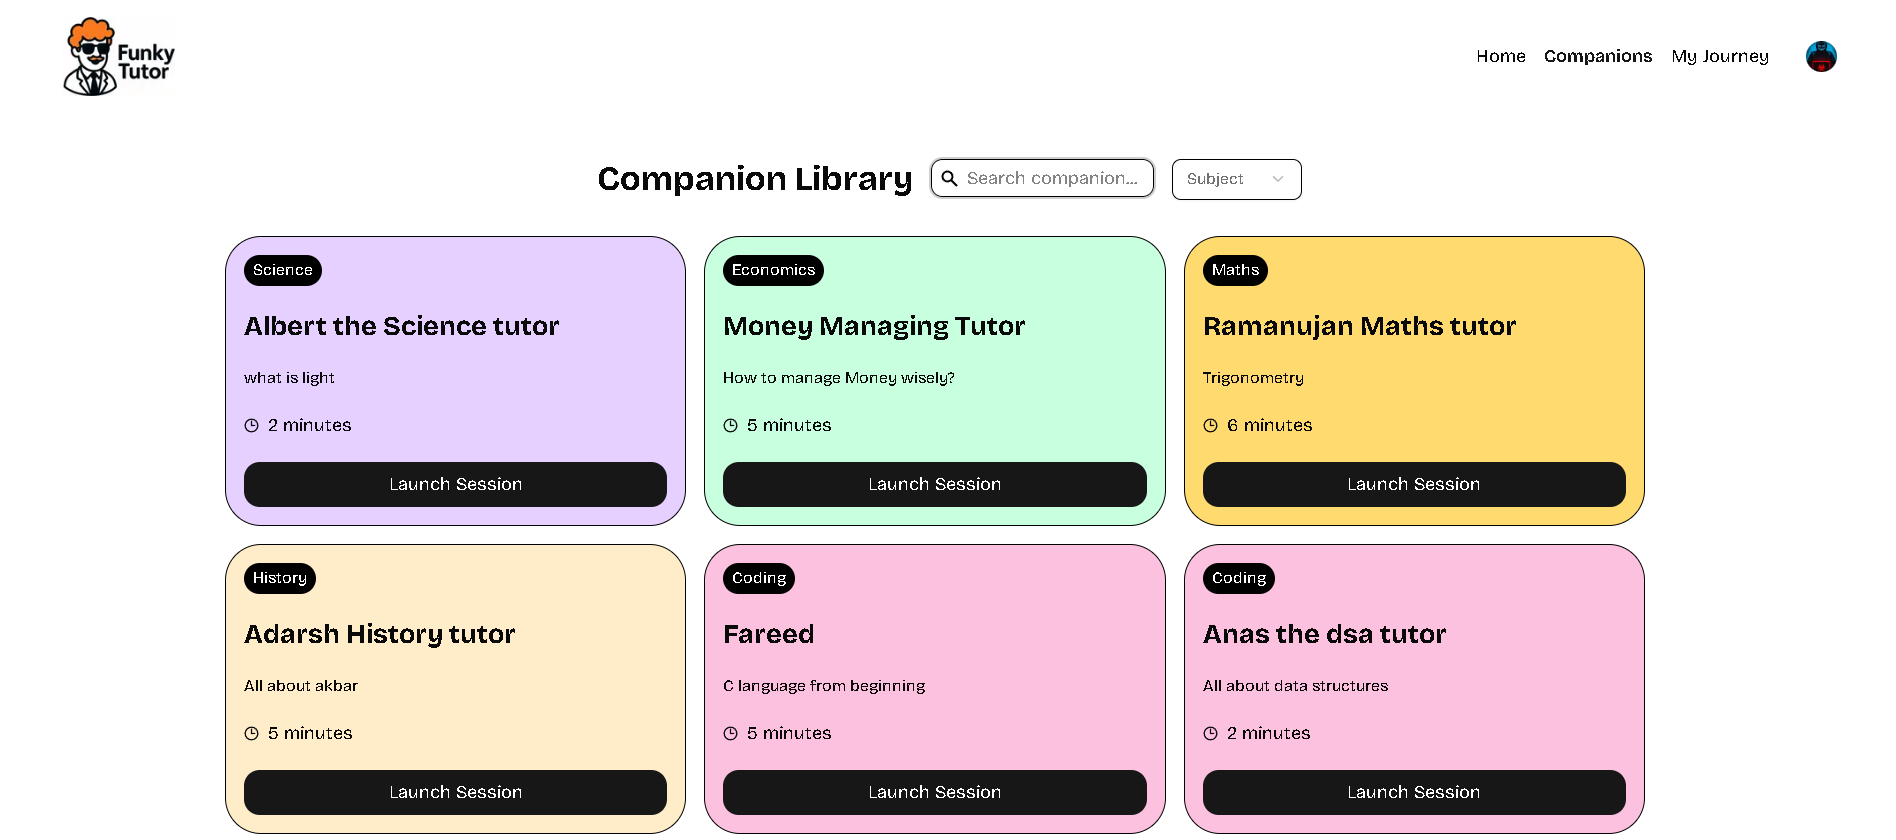 Funky
Tutor
Home Companions My Journey
Companion Library Search companion... Subject
Science
Albert the Science tutor
what is light
2 minutes
Launch Session
Economics
Money Managing Tutor
How to manage Money wisely?
5 minutes
Launch Session
Maths
Ramanujan Maths tutor
Trigonometry
6 minutes
Launch Session
History
Adarsh History tutor
All about akbar
5 minutes
Launch Session
Coding
Fareed
C language from beginning
5 minutes
Launch Session
Coding
Anas the dsa tutor
All about data structures
2 minutes
Launch Session